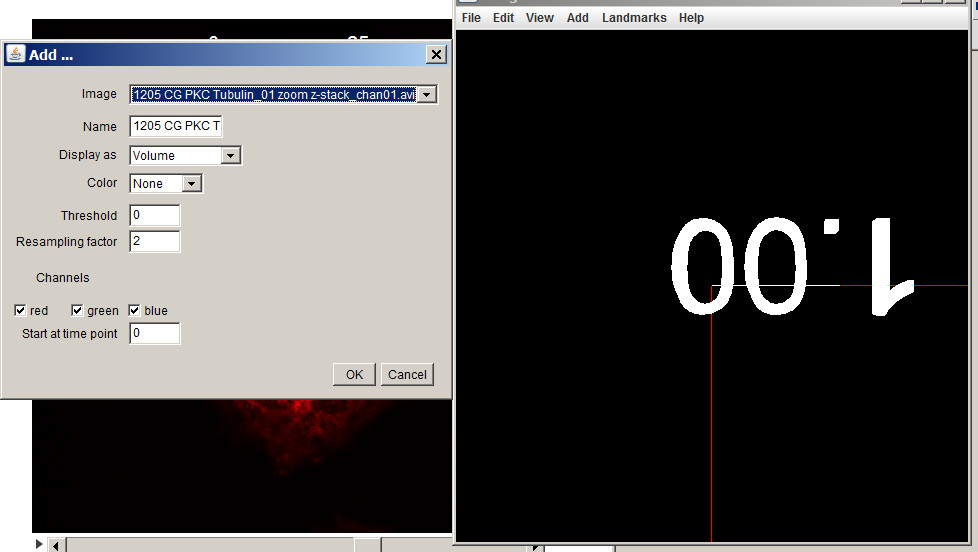 File Edit View Add Landmarks Help
Add ...
Image 1205 CG PKC Tubulin_01 zoom z-stack_chan01.avi
Name 1205 CG PKC T
Display as Volume
Color None
Threshold 0
Resampling factor 2
Channels
red green blue
Start at time point 0
OK Cancel
1.00